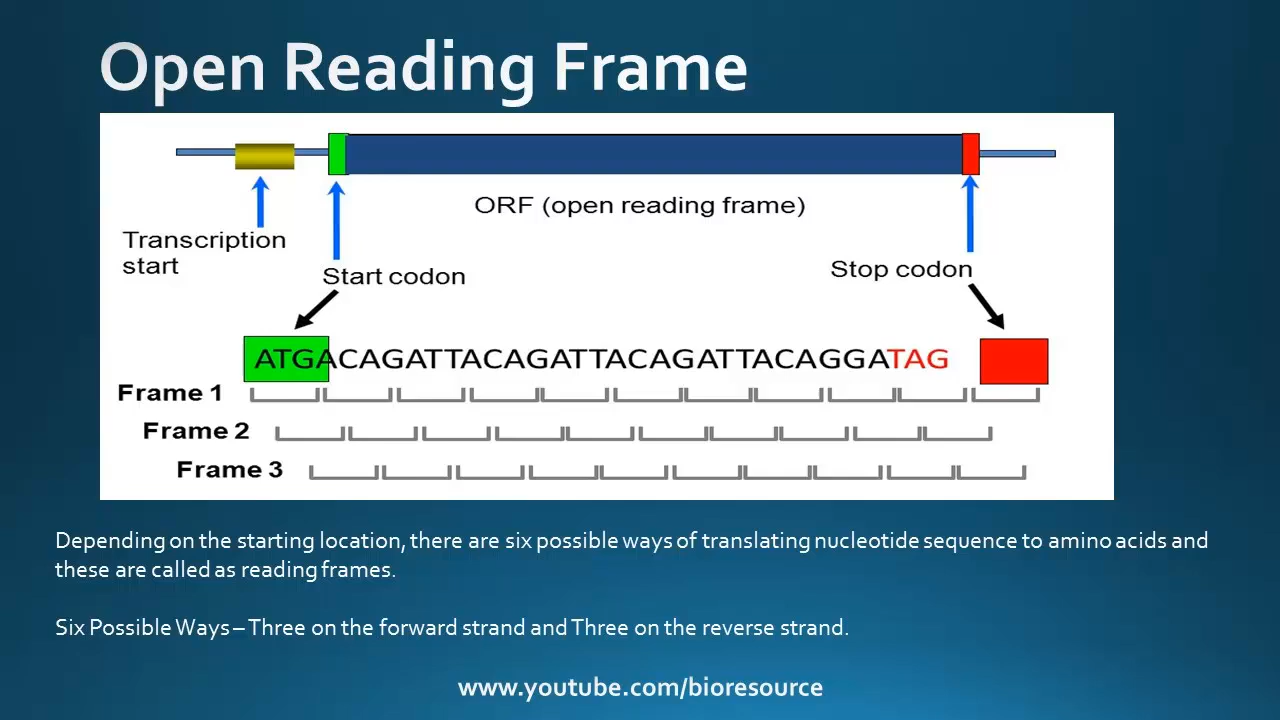 Open Reading Frame
ORF (open reading frame)
Transcription
start
Start codon
Stop codon
ATGACAGATTACAGATTACAGATTACAGGATAG
Frame 1
Frame 2
Frame 3
Depending on the starting location, there are six possible ways of translating nucleotide sequence to amino acids and
these are called as reading frames.
Six Possible Ways – Three on the forward strand and Three on the reverse strand.
www.youtube.com/bioresource